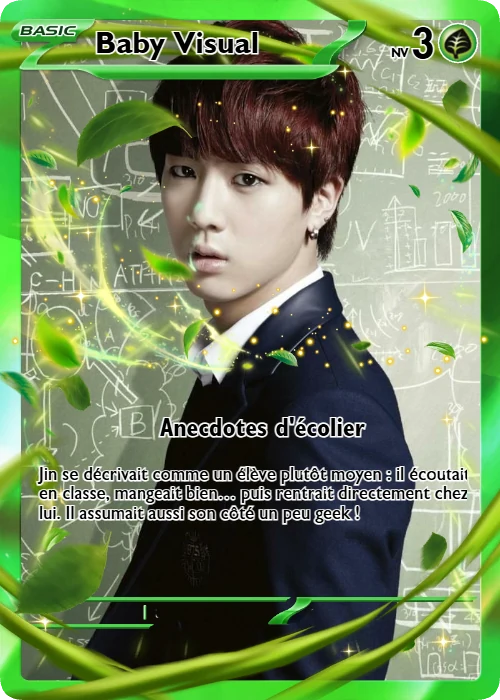 BASIC
Baby Visual
NV 3
Anecdotes d'écolier
Jin se décrivait comme un élève plutôt moyen : il écoutait
en classe, mangeait bien... puis rentrait directement chez
lui. Il assumait aussi son côté un peu geek !